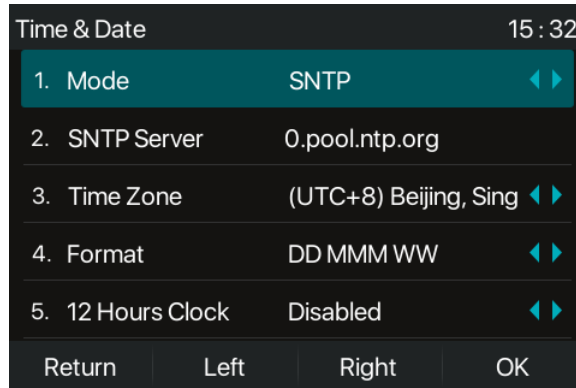 Time & Date 15 : 32
1. Mode SNTP
2. SNTP Server 0.pool.ntp.org
3. Time Zone (UTC+8) Beijing, Sing
4. Format DD MMM WW
5. 12 Hours Clock Disabled
Return Left Right OK